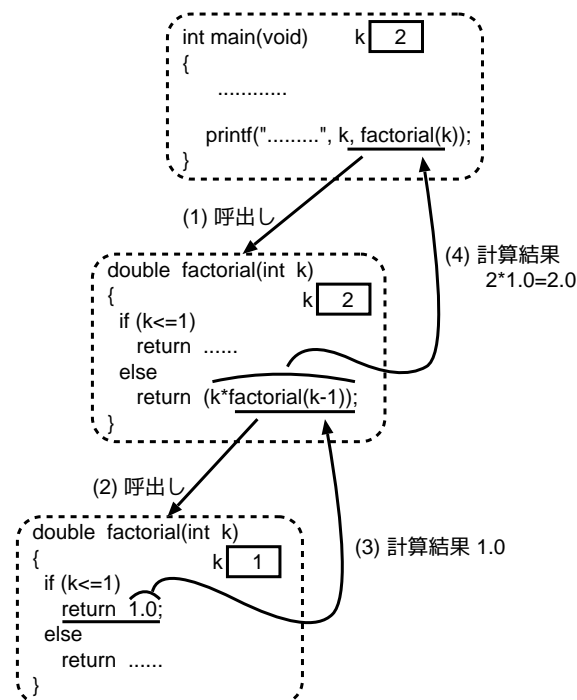 int main(void) k 2
{
............
printf(".........", k, factorial(k));
}
(1) 呼出し
(4) 計算結果
2*1.0=2.0
double factorial(int k)
{ k 2
if (k<=1)
return ......
else
return (k*factorial(k-1));
}
(2) 呼出し
(3) 計算結果 1.0
double factorial(int k)
{ k 1
if (k<=1)
return 1.0;
else
return ......
}